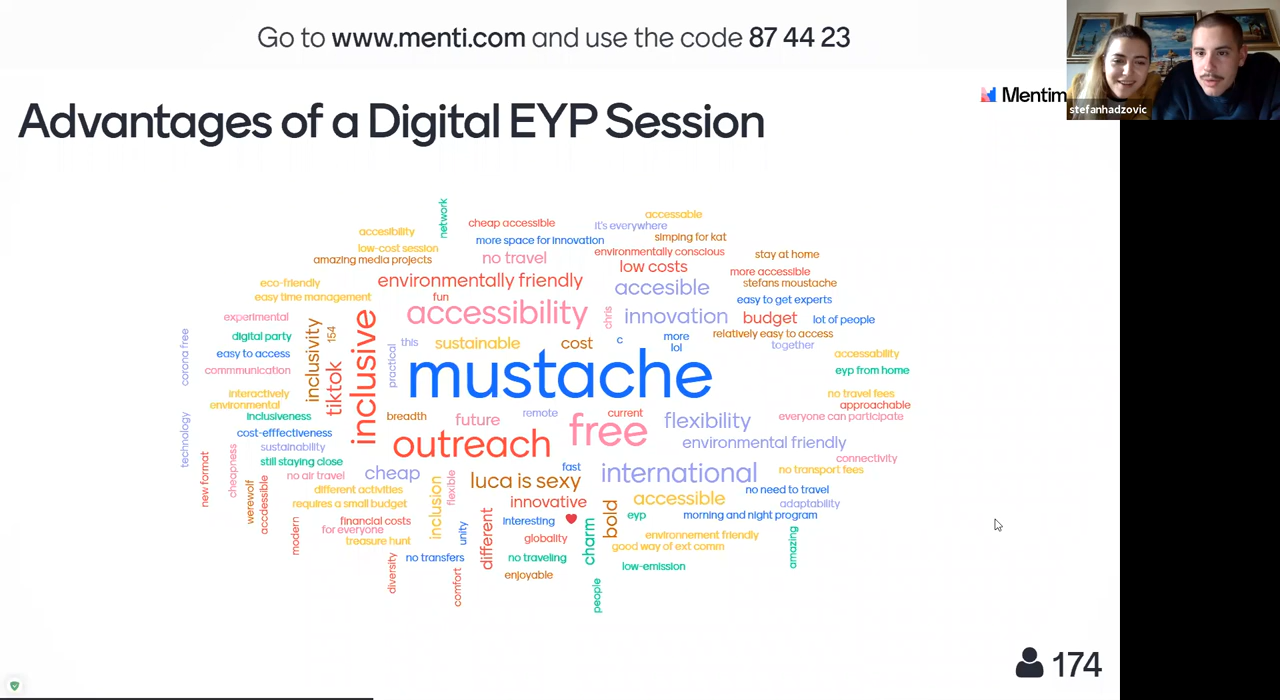 Go to www.menti.com and use the code 87 44 23
Mentim
stefanhadzovic
Advantages of a Digital EYP Session
network
cheap accessible
accessable
it's everywhere
accesibility
more space for innovation
simping for kat
low-cost session
environmentally conscious
stay at home
amazing media projects
no travel
low costs
more accessible
eco-friendly
environmentally friendly
accesible
stefans moustache
easy time management
fun
easy to get experts
experimental
accessibility
chris
innovation
budget
lot of people
digital party
inclusivity
154
inclusive
this
sustainable
cost
c
more
lol
relatively easy to access
together
corona free
easy to access
practical
mustache
accessability
commmunication
tiktok
eyp from home
interactively
no travel fees
environmental
approachable
inclusiveness
breadth
future
remote
current
free
flexibility
everyone can participate
technology
cost-efffectiveness
outreach
environmental friendly
sustainability
still staying close
connectivity
new format
cheapness
no air travel
cheap
fast
international
no transport fees
werewolf
accdessible
different activities
inclusion
flexible
luca is sexy
accessible
no need to travel
requires a small budget
innovative
bold
adaptability
modern
financial costs
for everyone
treasure hunt
unity
different
interesting
charm
eyp
morning and night program
globality
environnement friendly
good way of ext comm
amazing
diversity
no transfers
comfort
no traveling
low-emission
enjoyable
people
174